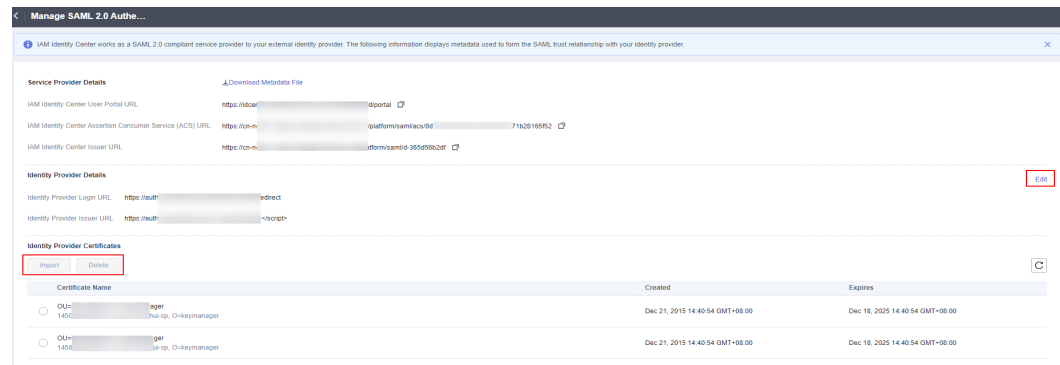 Manage SAML 2.0 Authe...
IAM Identity Center works as a SAML 2.0 compliant service provider to your external identity provider. The following information displays metadata used to form the SAML trust relationship with your identity provider.
Service Provider Details Download Metadata File
IAM Identity Center User Portal URL https://idcer d/portal
IAM Identity Center Assertion Consumer Service (ACS) URL https://cn-n /platform/saml/acs/8d 71b28165f52
IAM Identity Center Issuer URL https://cn-n tform/saml/d-365d56b2df
Identity Provider Details Edit
Identity Provider Login URL https://auth edirect
Identity Provider Issuer URL https://auth </script>
Identity Provider Certificates
Import Delete
Certificate Name Created Expires
OU= ager
1450 hui-sp, O=keymanager Dec 21, 2015 14:40:54 GMT+08:00 Dec 18, 2025 14:40:54 GMT+08:00
OU= ger
1450 ui-sp, O=keymanager Dec 21, 2015 14:40:54 GMT+08:00 Dec 18, 2025 14:40:54 GMT+08:00